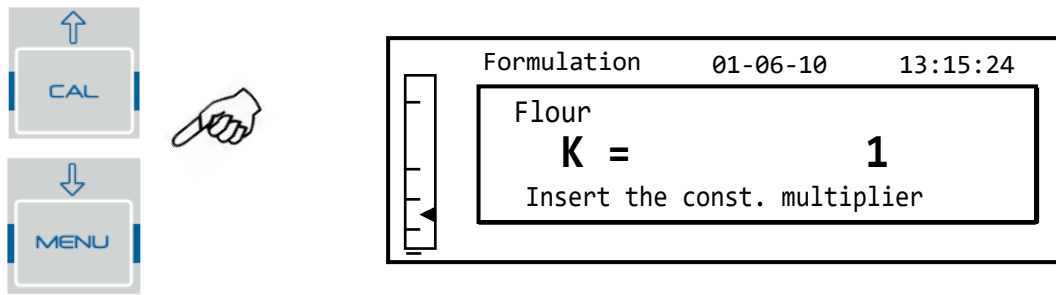 CAL
MENU
Formulation 01-06-10 13:15:24
Flour
K = 1
Insert the const. multiplier